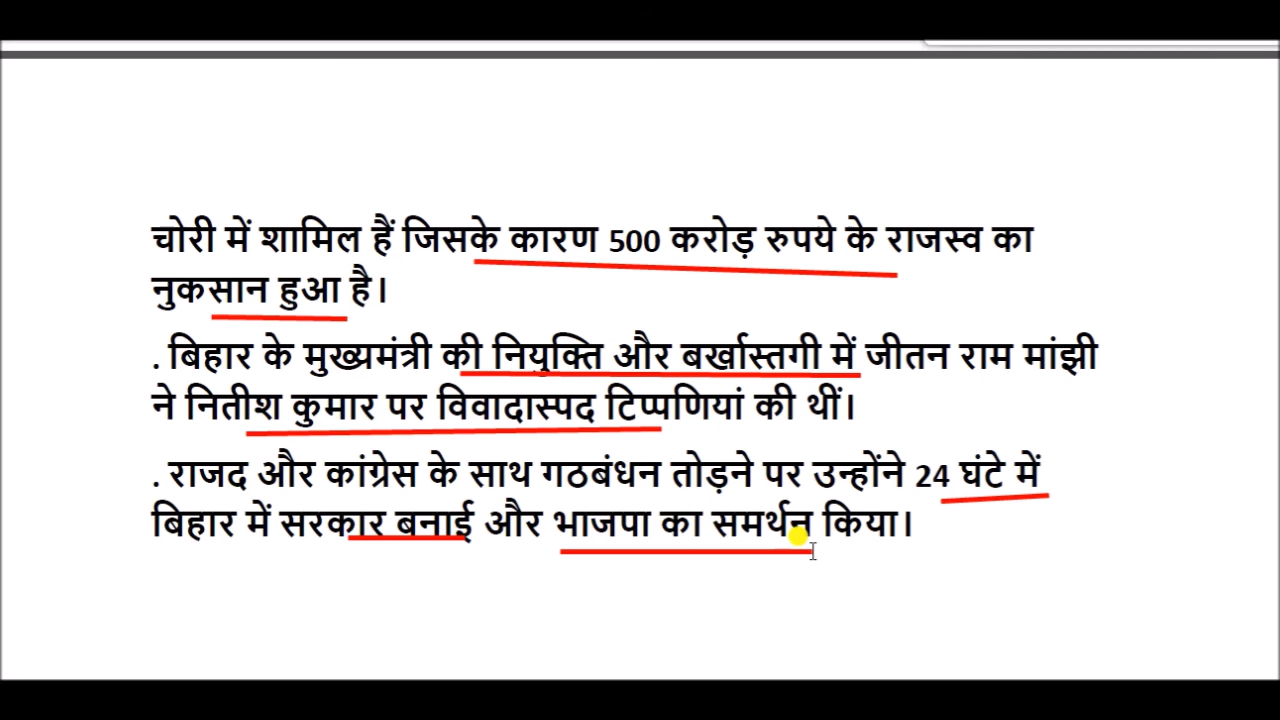 चोरी में शामिल हैं जिसके कारण 500 करोड़ रुपये के राजस्व का
नुकसान हुआ है।
. बिहार के मुख्यमंत्री की नियुक्ति और बर्खास्तगी में जीतन राम मांझी
ने नितीश कुमार पर विवादास्पद टिप्पणियां की थीं।
. राजद और कांग्रेस के साथ गठबंधन तोड़ने पर उन्होंने 24 घंटे में
बिहार में सरकार बनाई और भाजपा का समर्थन किया।